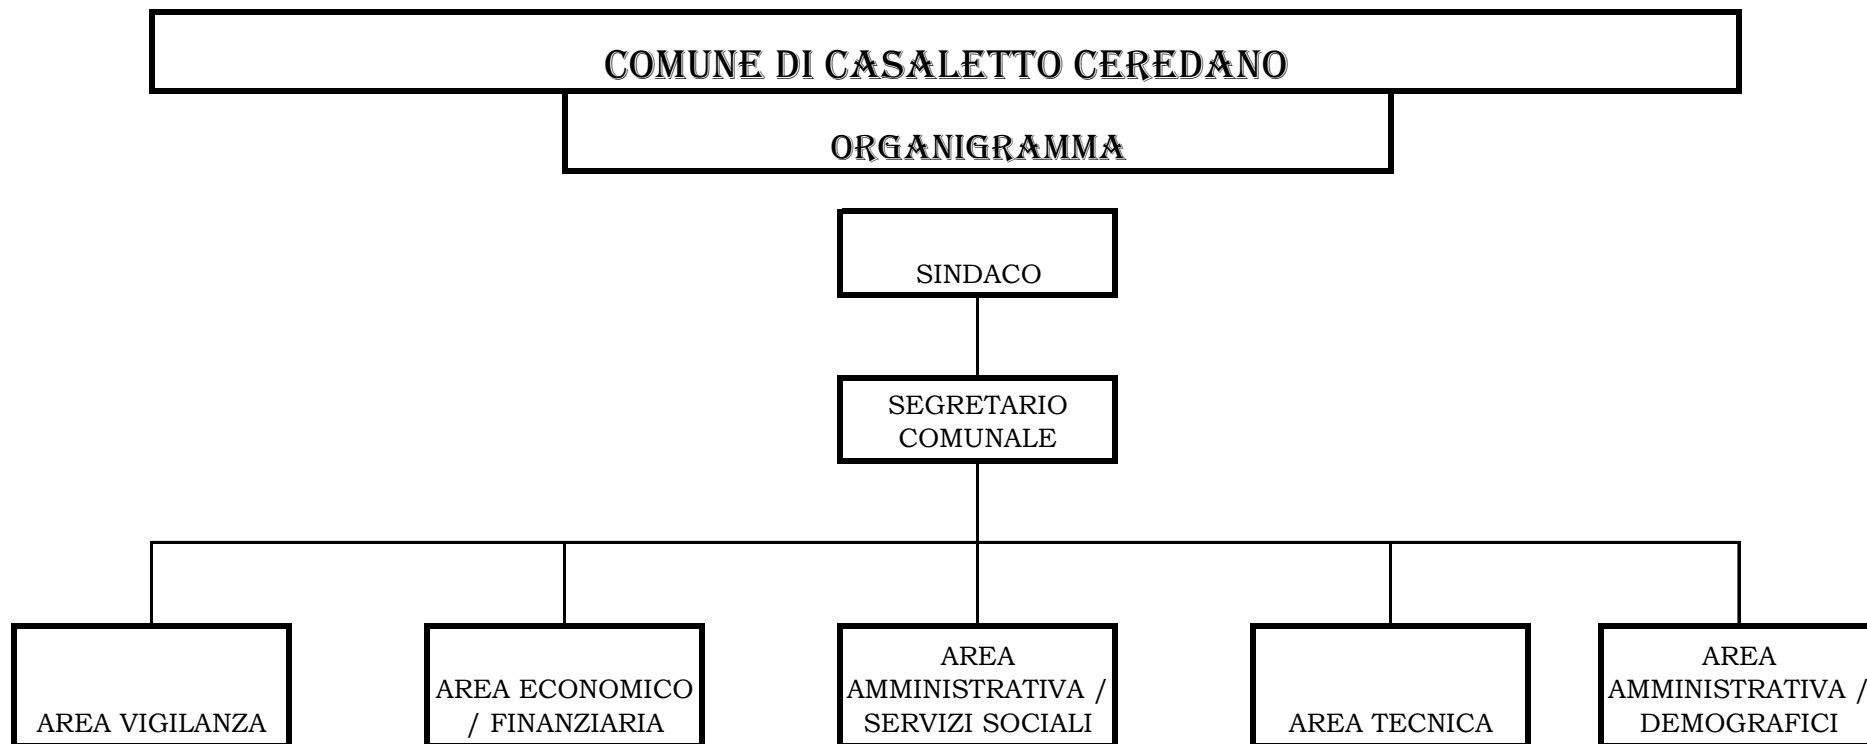 COMUNE DI CASALETTO CEREDANO
ORGANIGRAMMA
SINDACO
SEGRETARIO
COMUNALE
AREA VIGILANZA
AREA ECONOMICO
/ FINANZIARIA
AREA
AMMINISTRATIVA /
SERVIZI SOCIALI
AREA TECNICA
AREA
AMMINISTRATIVA /
DEMOGRAFICI